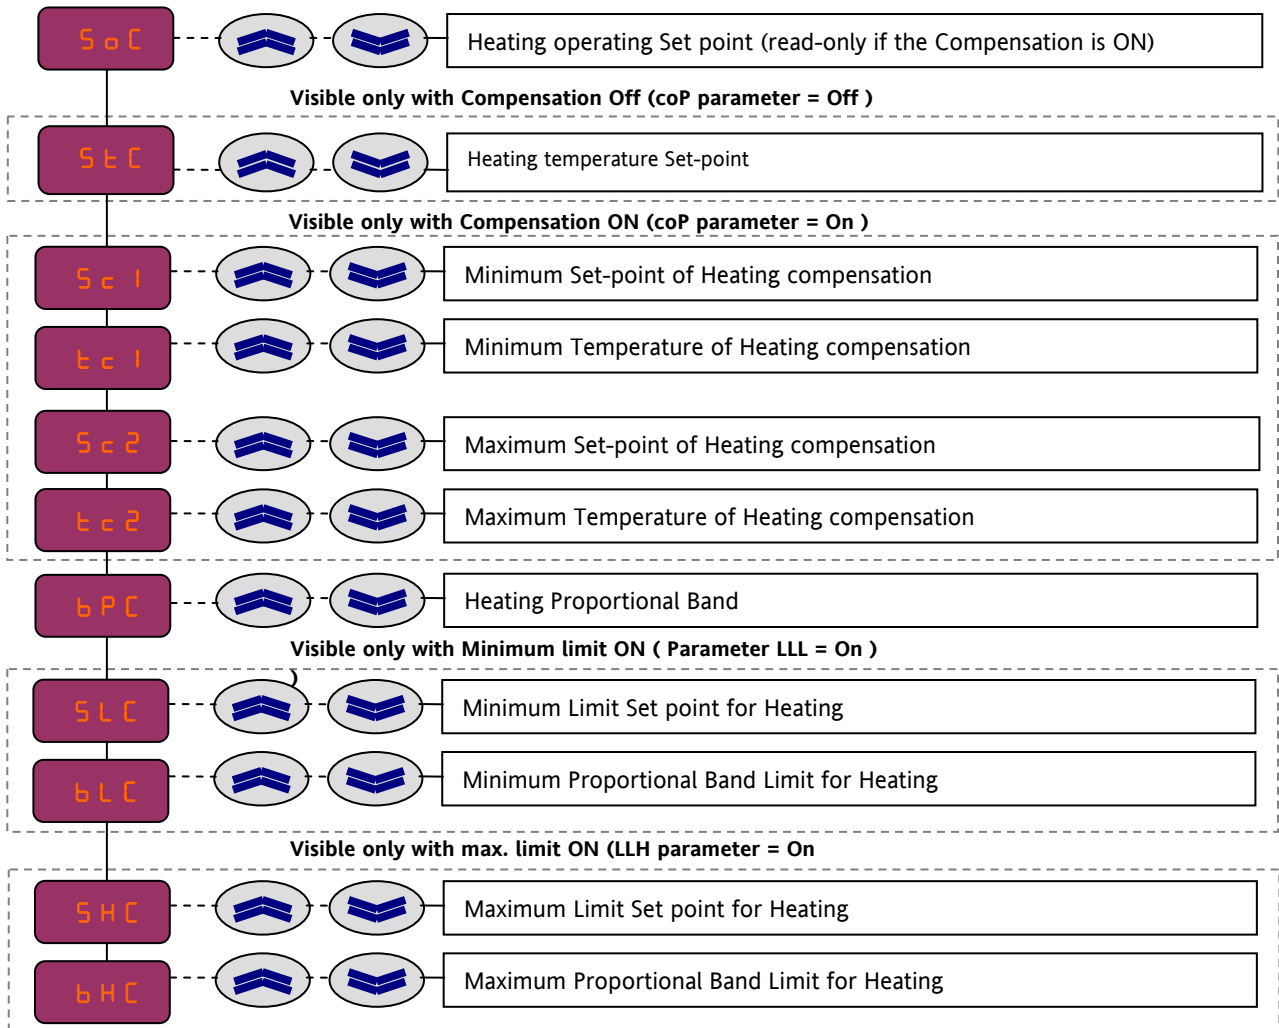 SoC Heating operating Set point (read-only if the Compensation is ON)
Visible only with Compensation Off (coP parameter = Off )
StC Heating temperature Set-point
Visible only with Compensation ON (coP parameter = On )
Sc1 Minimum Set-point of Heating compensation
tc1 Minimum Temperature of Heating compensation
Sc2 Maximum Set-point of Heating compensation
tc2 Maximum Temperature of Heating compensation
bPC Heating Proportional Band
Visible only with Minimum limit ON ( Parameter LLL = On )
)
SLC Minimum Limit Set point for Heating
bLC Minimum Proportional Band Limit for Heating
Visible only with max. limit ON (LLH parameter = On
SHC Maximum Limit Set point for Heating
bHC Maximum Proportional Band Limit for Heating